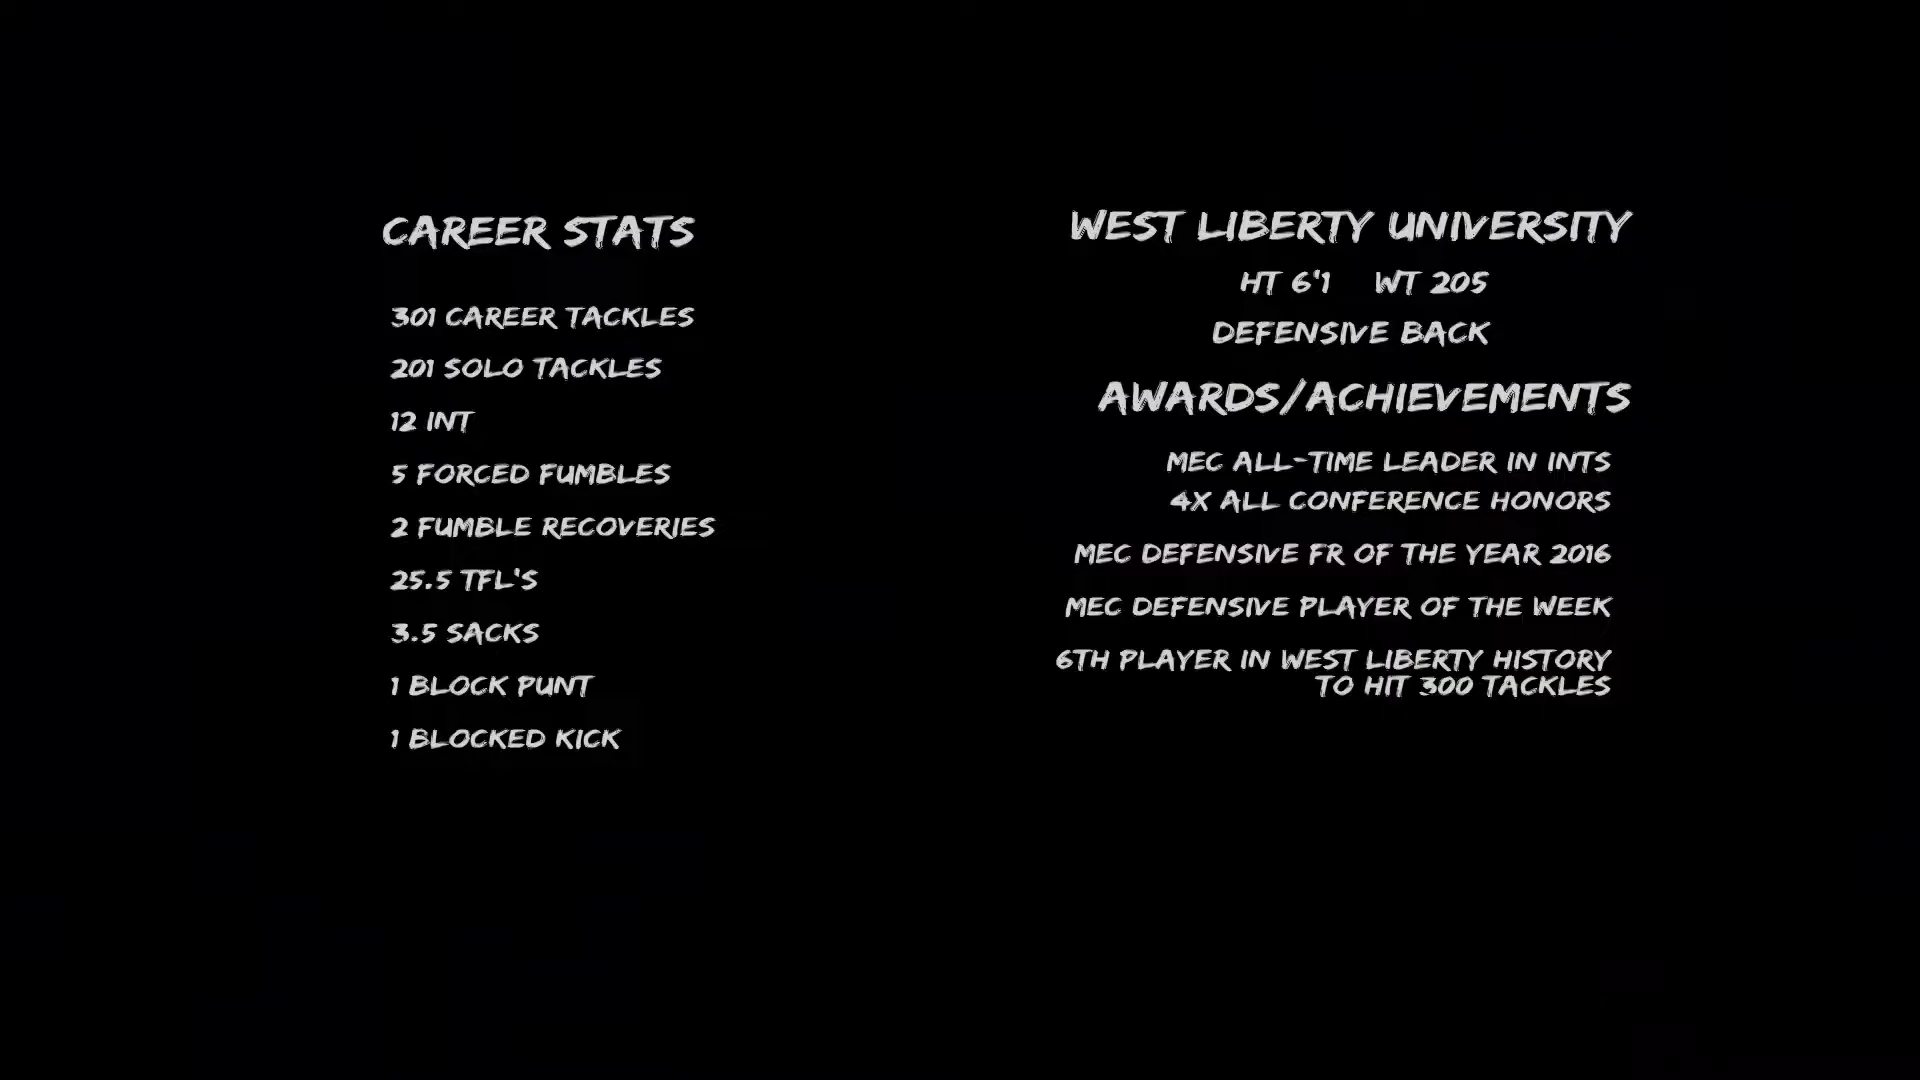 CAREER STATS
301 CAREER TACKLES
201 SOLO TACKLES
12 INT
5 FORCED FUMBLES
2 FUMBLE RECOVERIES
25.5 TFL'S
3.5 SACKS
1 BLOCK PUNT
1 BLOCKED KICK
WEST LIBERTY UNIVERSITY
HT 6'1 WT 205
DEFENSIVE BACK
AWARDS/ACHIEVEMENTS
MEC ALL-TIME LEADER IN INTS
4X ALL CONFERENCE HONORS
MEC DEFENSIVE FR OF THE YEAR 2016
MEC DEFENSIVE PLAYER OF THE WEEK
6TH PLAYER IN WEST LIBERTY HISTORY
TO HIT 300 TACKLES